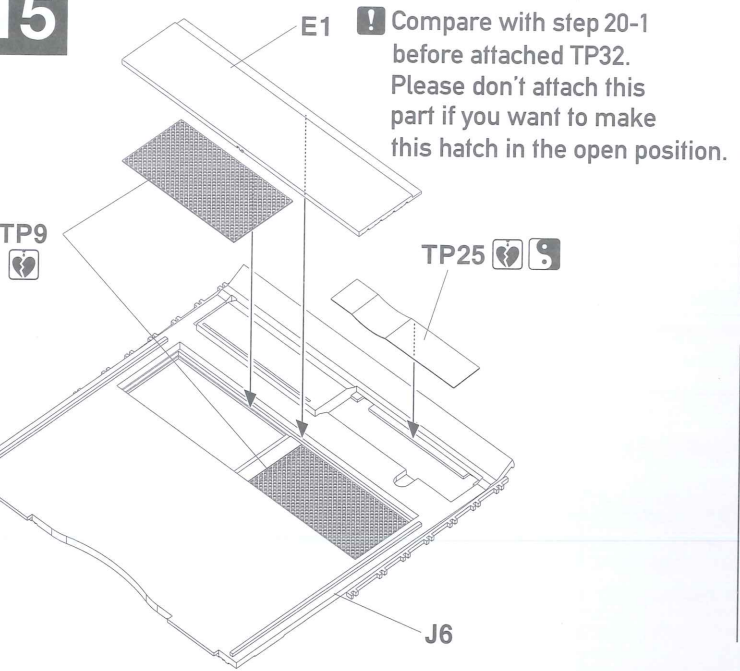 15
E1
! Compare with step 20-1
before attached TP32.
Please don't attach this
part if you want to make
this hatch in the open position.
TP9
TP25
J6